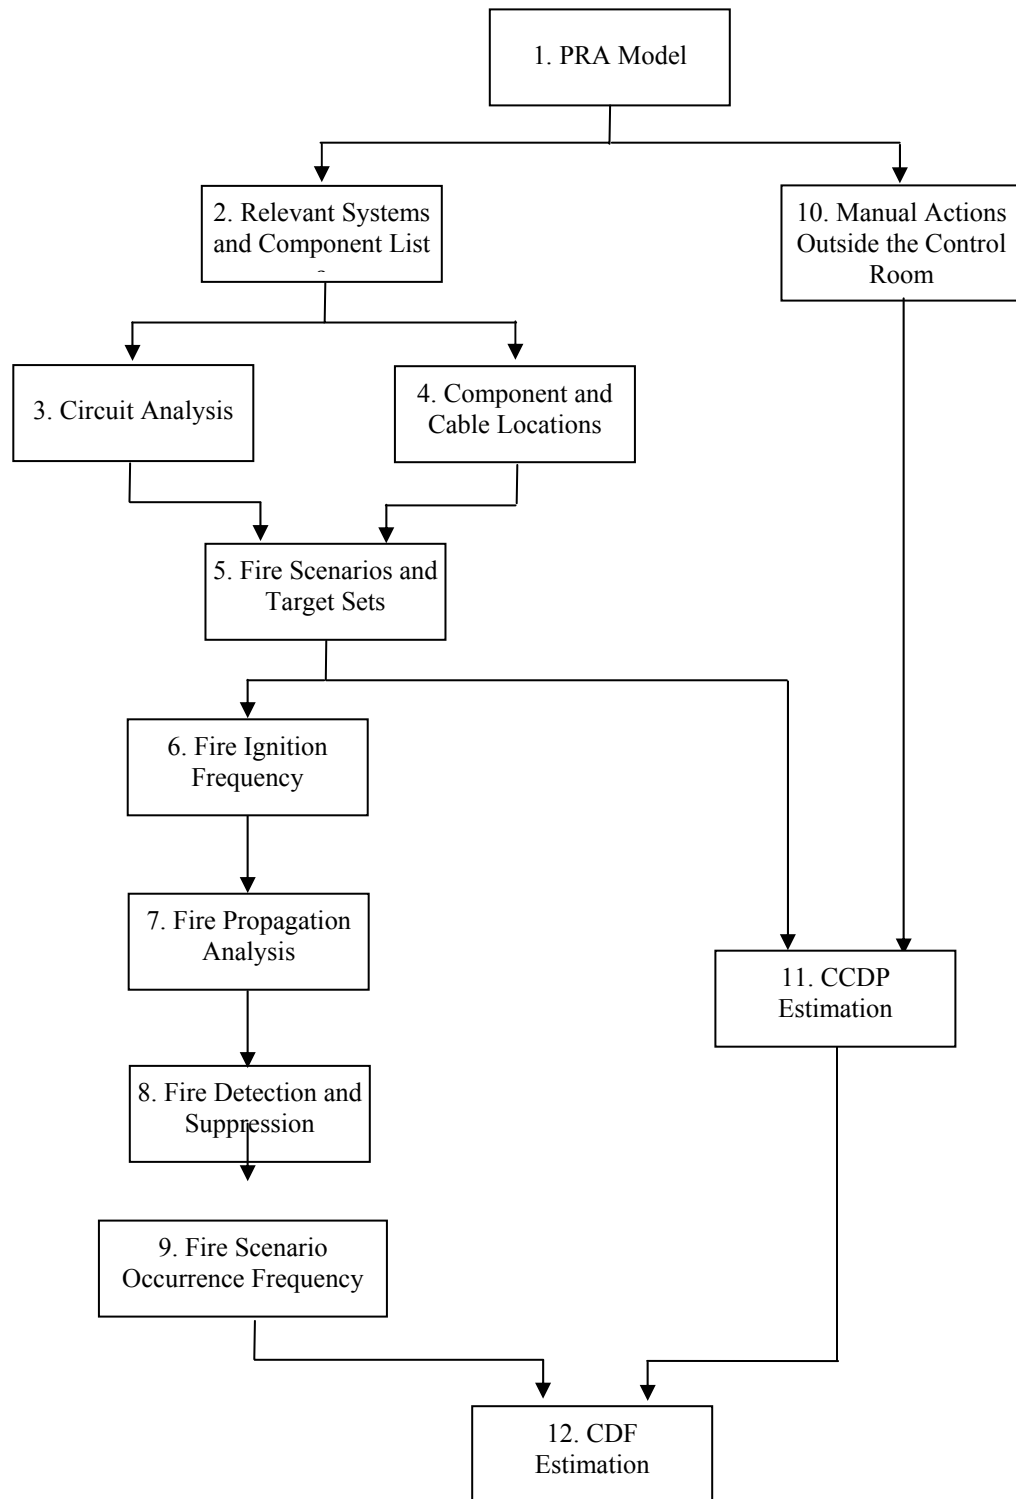 1. PRA Model
2. Relevant Systems
and Component List
10. Manual Actions
Outside the Control
Room
3. Circuit Analysis
4. Component and
Cable Locations
5. Fire Scenarios and
Target Sets
6. Fire Ignition
Frequency
7. Fire Propagation
Analysis
11. CCDP
Estimation
8. Fire Detection and
Suppression
9. Fire Scenario
Occurrence Frequency
12. CDF
Estimation